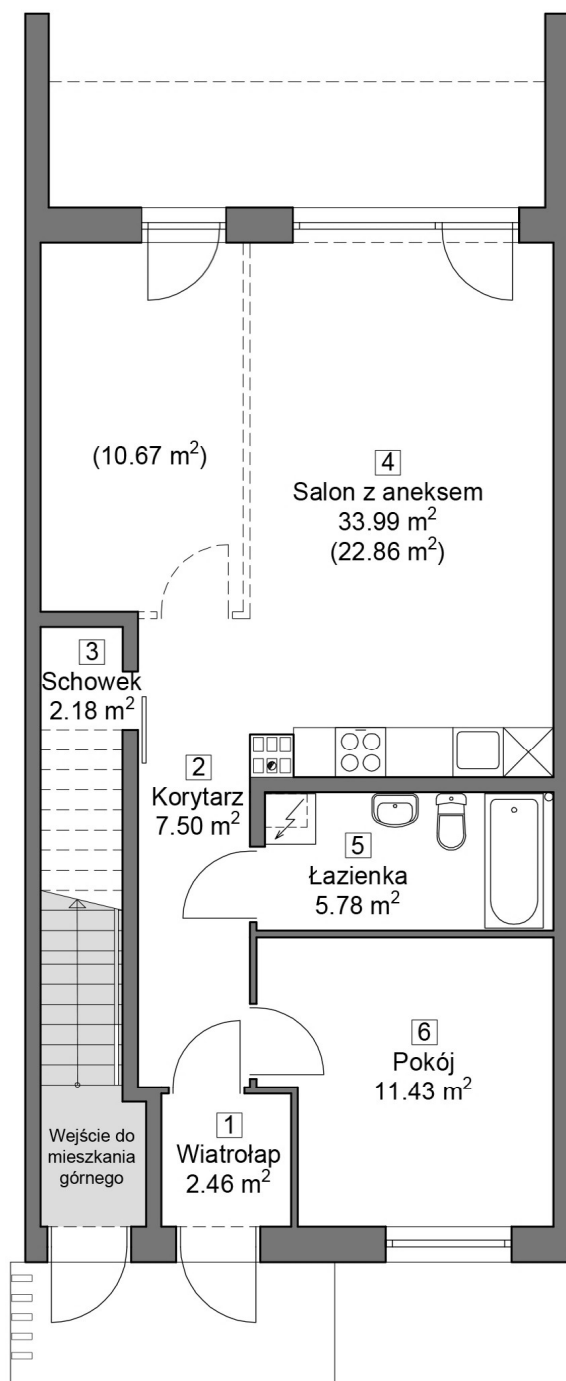 (10.67 m²)
4
Salon z aneksem
33.99 m²
(22.86 m²)
3
Schowek
2.18 m²
2
Korytarz
7.50 m²
5
Łazienka
5.78 m²
6
Pokój
11.43 m²
1
Wiatrołap
2.46 m²
Wejście do
mieszkania
górnego